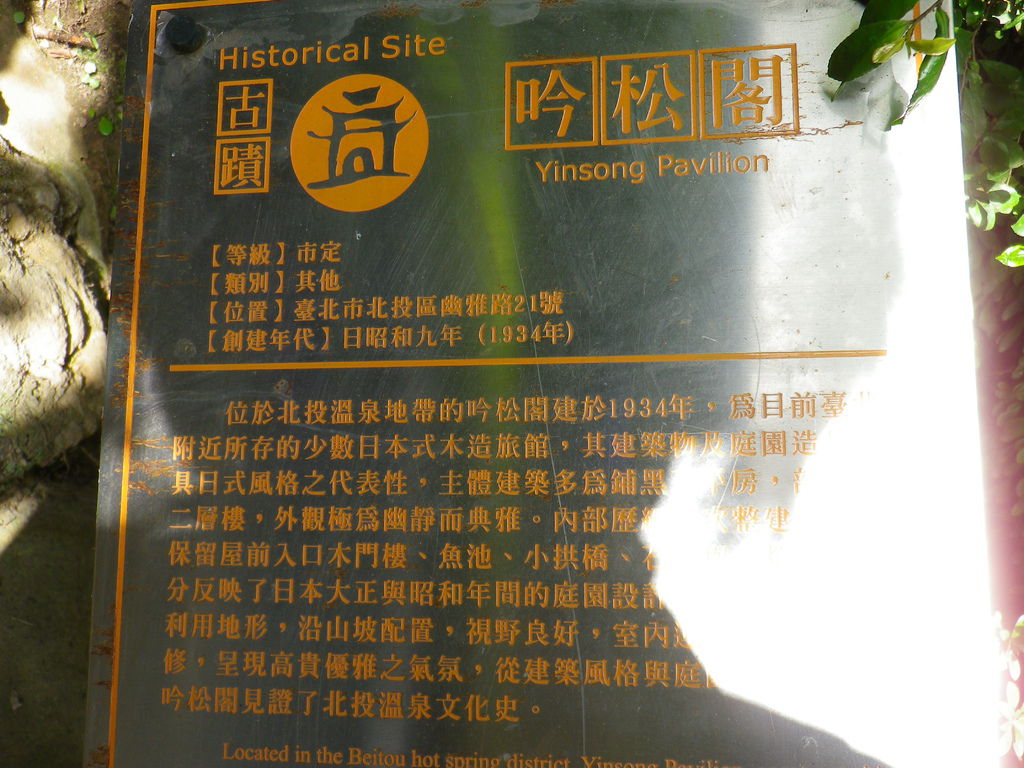 Historical Site
古蹟
吟松閣
Yinsong Pavilion
【等級】市定
【類別】其他
【位置】臺北市北投區幽雅路21號
【創建年代】日昭和九年 (1934年)
位於北投溫泉地帶的吟松閣建於1934年,為目前臺北
附近所存的少數日本式木造旅館,其建築物及庭園造
具日式風格之代表性,主體建築多為鋪黑
二層樓,外觀極為幽靜而典雅。內部歷
保留屋前入口木門樓、魚池、小拱橋、石
分反映了日本大正與昭和年間的庭園設計
利用地形,沿山坡配置,視野良好,室內
修,呈現高貴優雅之氣氛,從建築風格與庭
吟松閣見證了北投溫泉文化史。
Located in the Beitou hot spring district, Yinsong Pavilion